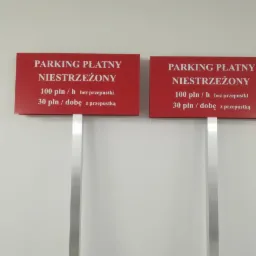 PARKING PŁATNY
NIESTRZEŻONY
100 pln / h bez przepustki
30 pln / dobę z przepustką
PARKING PŁATNY
NIESTRZEŻONY
100 pln / h bez przepustki
30 pln / dobę z przepustką